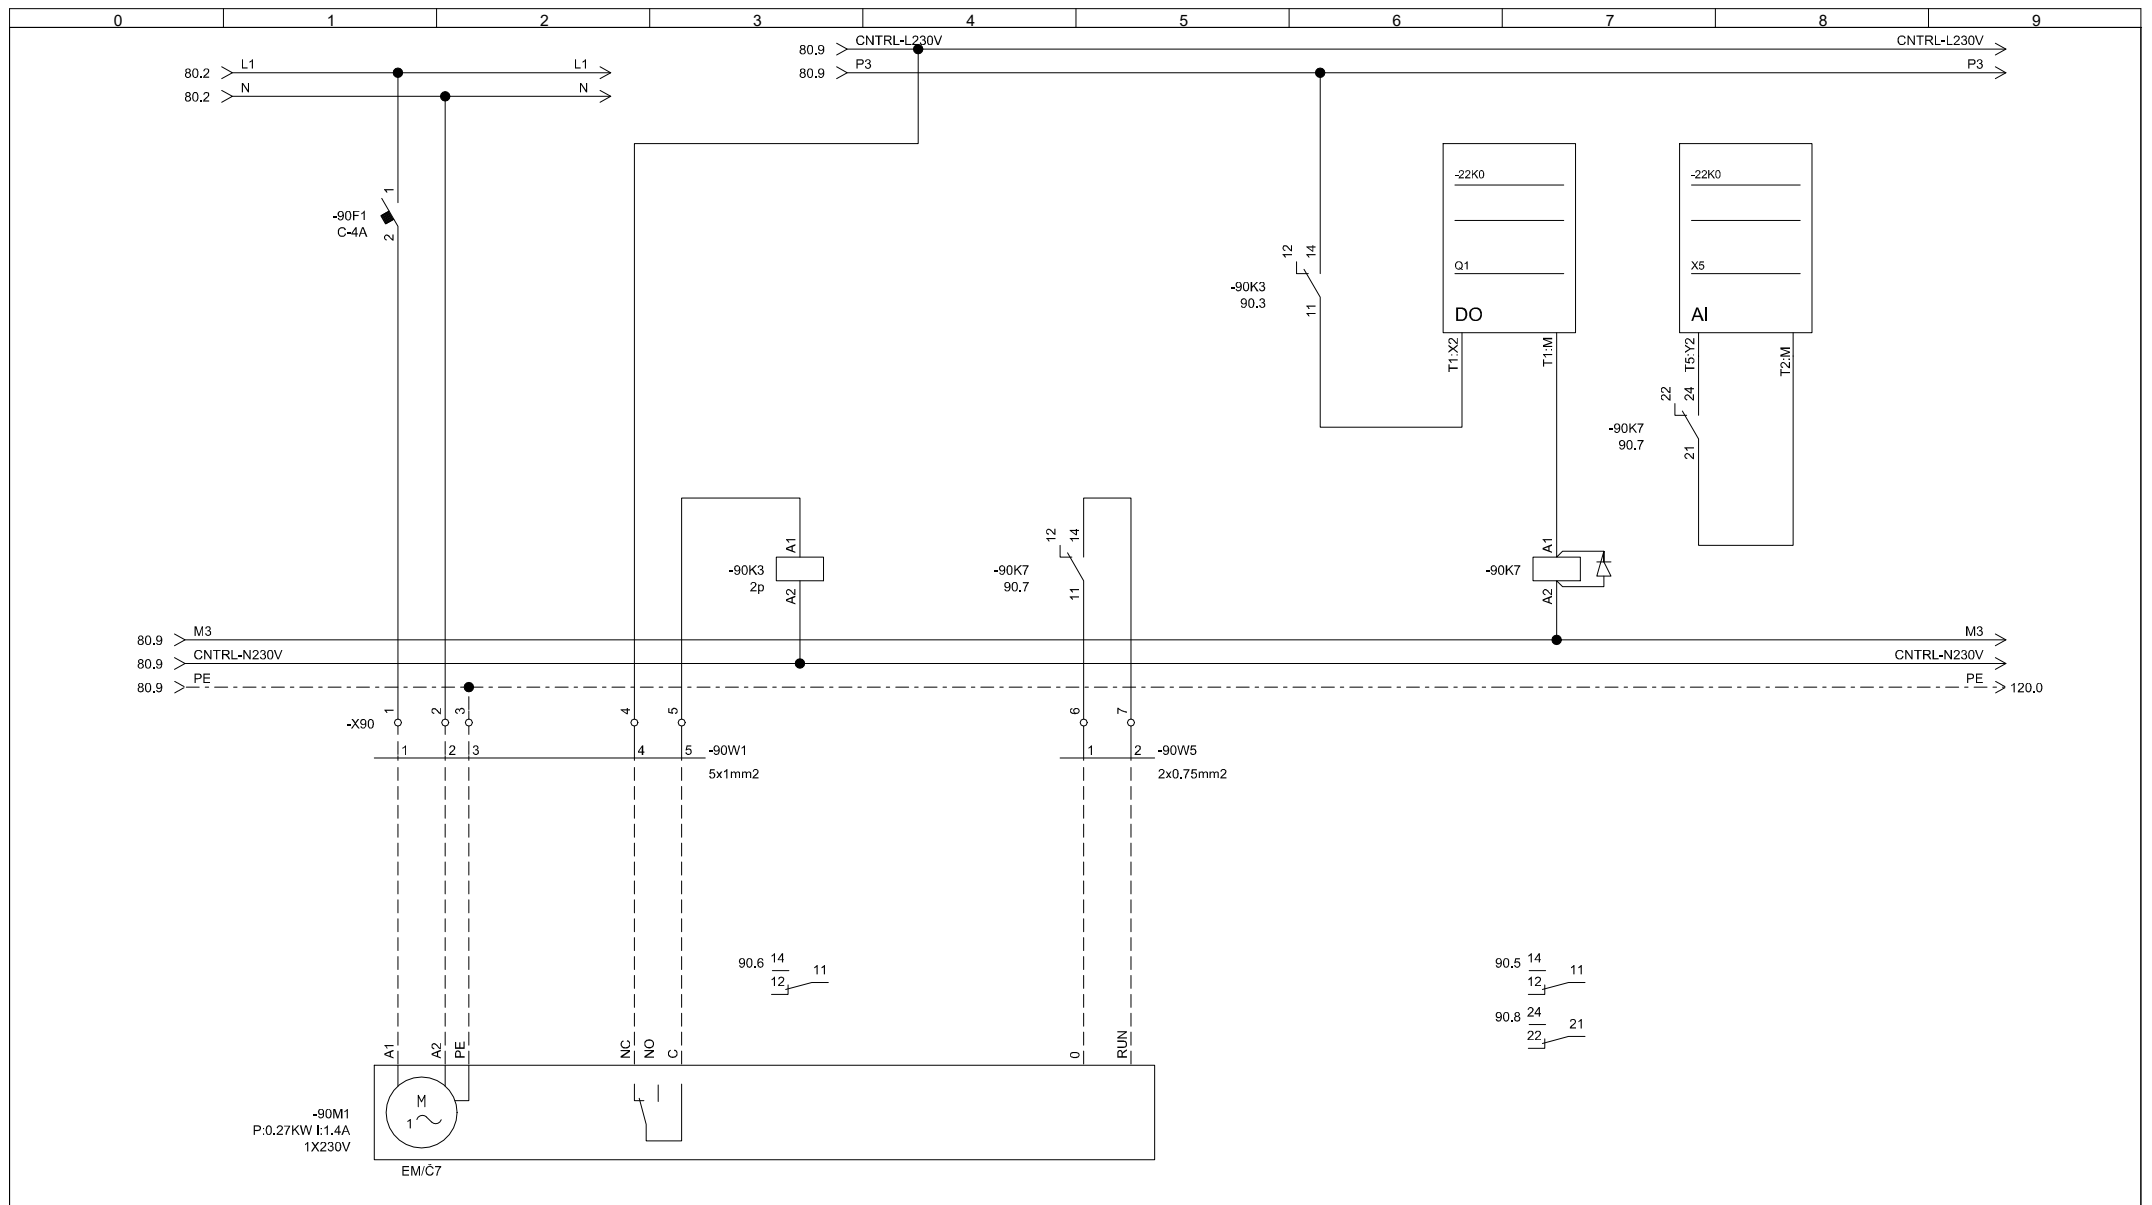 0 1 2 3 4 5 6 7 8 9
80.9 CNTRL-L230V CNTRL-L230V
80.2 L1 L1 80.9 P3 P3
80.2 N N
-22K0 -22K0
1
-90F1
C-4A
2
12 14
Q1 X5
-90K3
90.3
11
DO AI
T1:X2 T1:M T5:Y2 T2:M
22 24
-90K7
90.7
21
A1 12 14 A1
-90K3
2p
-90K7
90.7
-90K7
A2 11 A2
80.9 M3 M3
80.9 CNTRL-N230V CNTRL-N230V
80.9 PE PE 120.0
-X90 1 2 3 4 5 6 7
1 2 3 4 5 -90W1 1 2 -90W5
5x1mm2 2x0.75mm2
90.6 14 11
12
90.5 14 11
12
90.8 24 21
22
A1 A2 PE NC NO C 0 RUN
M
1
-90M1
P:0.27KW I:1.4A
1X230V
EM/Č7